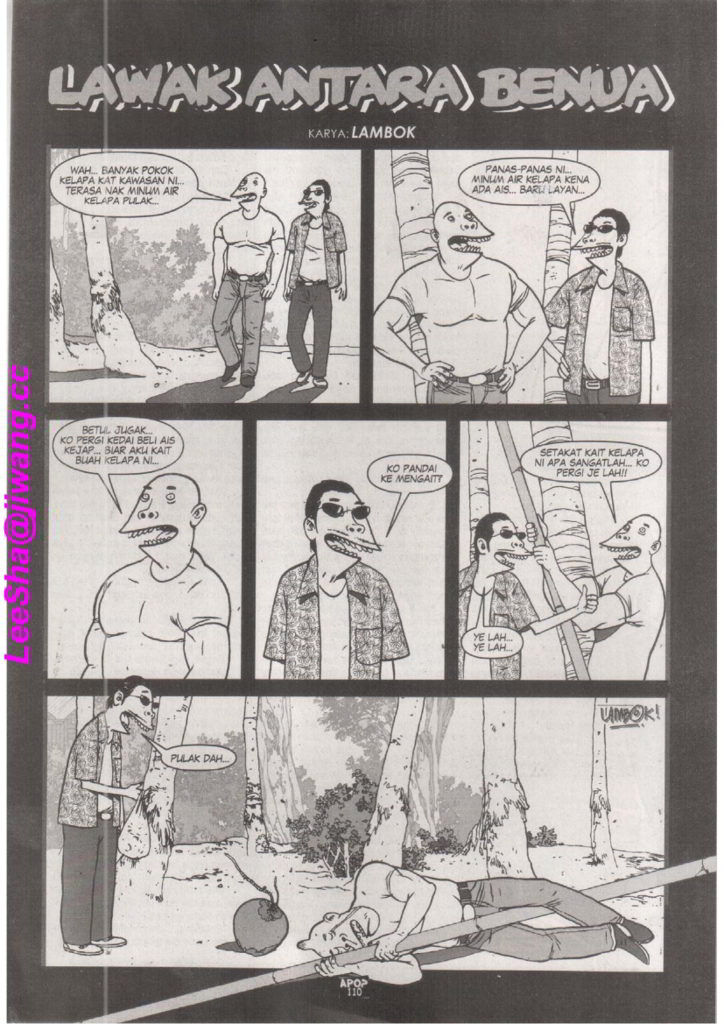 LAWAK ANTARA BENUA
KARYA: LAMBOK
WAH... BANYAK POKOK
KELAPA KAT KAWASAN NI...
TERASA NAK MINUM AIR
KELAPA PULAK...
PANAS-PANAS NI...
MINUM AIR KELAPA KENA
ADA AIS... BARU LAYAN...
BETUL JUGAK...
KO PERGI KEDAI BELI AIS
KEJAP... BIAR AKU KAIT
BUAH KELAPA NI...
KO PANDAI
KE MENGAIT?
SETAKAT KAIT KELAPA
NI APA SANGATLAH... KO
PERGI JE LAH!!
YE LAH...
YE LAH...
PULAK DAH...
LAMBOK!
APO?
110
LeeSha@jiwang.cc